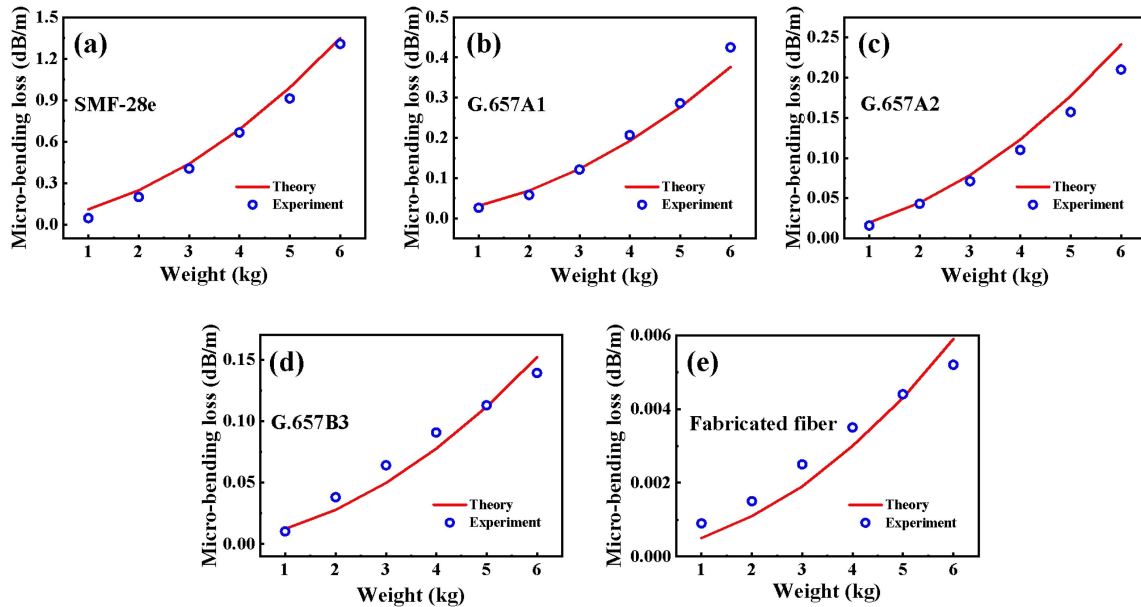 Micro-bending loss (dB/m)
1.5
1.2
0.9
0.6
0.3
0.0
(a)
SMF-28e
Theory
Experiment
1 2 3 4 5 6
Weight (kg)
Micro-bending loss (dB/m)
0.5
0.4
0.3
0.2
0.1
0.0
(b)
G.657A1
Theory
Experiment
1 2 3 4 5 6
Weight (kg)
Micro-bending loss (dB/m)
0.25
0.20
0.15
0.10
0.05
0.00
(c)
G.657A2
Theory
Experiment
1 2 3 4 5 6
Weight (kg)
Micro-bending loss (dB/m)
0.15
0.10
0.05
0.00
(d)
G.657B3
Theory
Experiment
1 2 3 4 5 6
Weight (kg)
Micro-bending loss (dB/m)
0.006
0.004
0.002
0.000
(e)
Fabricated fiber
Theory
Experiment
1 2 3 4 5 6
Weight (kg)